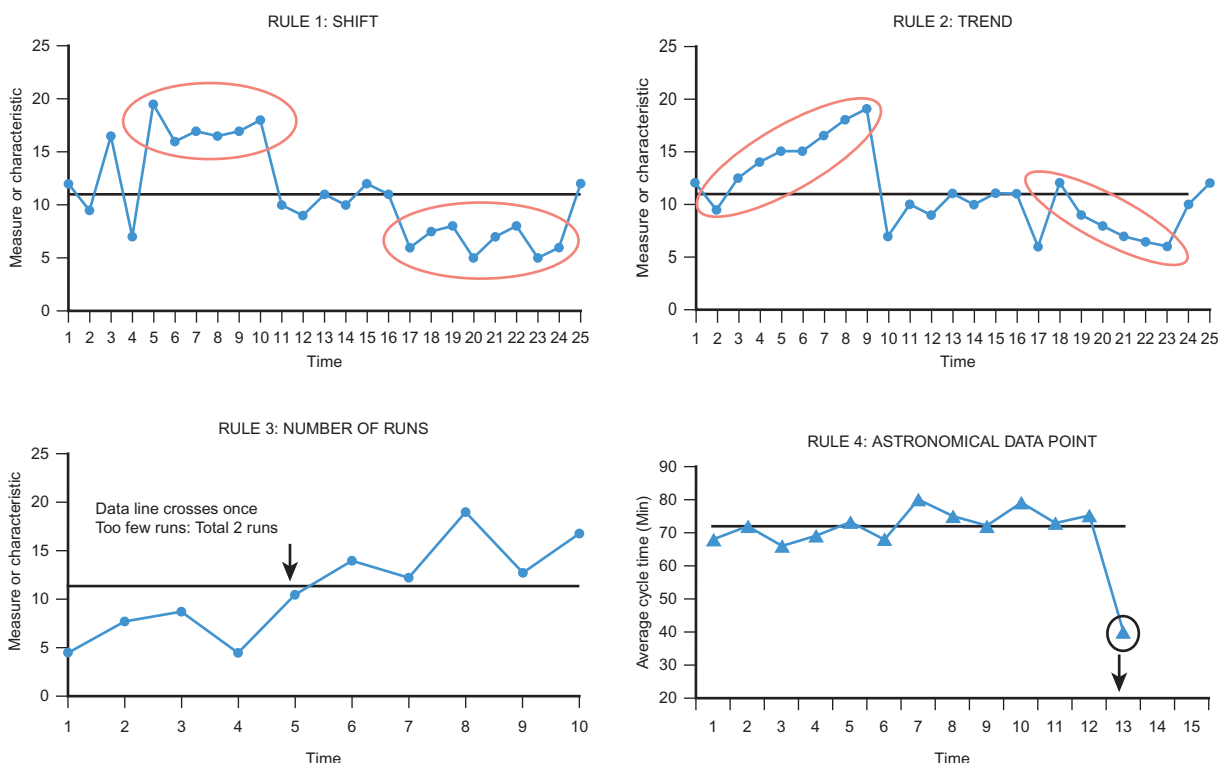 RULE 1: SHIFT
Measure or characteristic
25
20
15
10
5
0
1 2 3 4 5 6 7 8 9 10 11 12 13 14 15 16 17 18 19 20 21 22 23 24 25
Time
RULE 2: TREND
Measure or characteristic
25
20
15
10
5
0
1 2 3 4 5 6 7 8 9 10 11 12 13 14 15 16 17 18 19 20 21 22 23 24 25
Time
RULE 3: NUMBER OF RUNS
Measure or characteristic
25
20
15
10
5
0
Data line crosses once
Too few runs: Total 2 runs
1 2 3 4 5 6 7 8 9 10
Time
RULE 4: ASTRONOMICAL DATA POINT
Average cycle time (Min)
90
80
70
60
50
40
30
20
1 2 3 4 5 6 7 8 9 10 11 12 13 14 15
Time